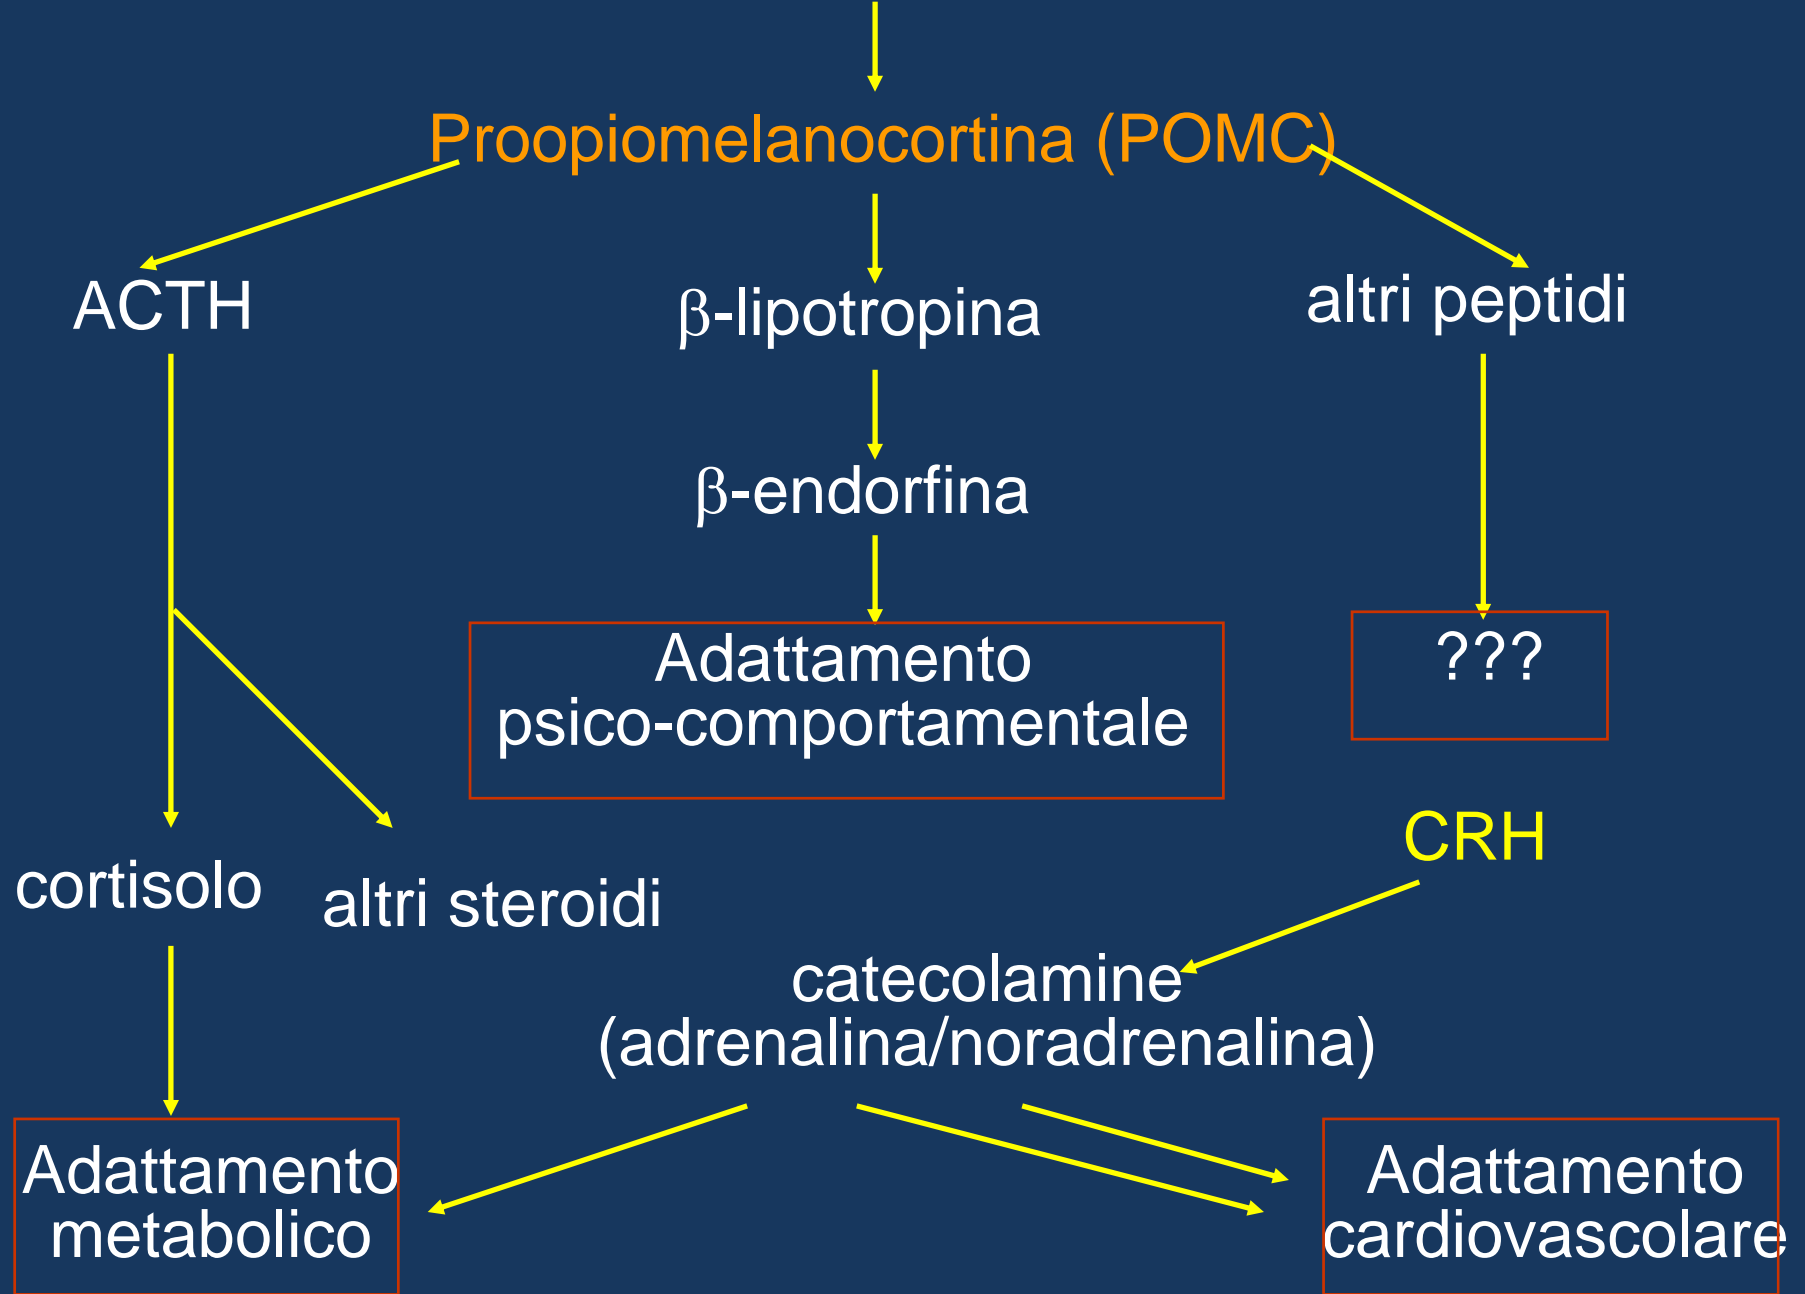 Proopiomelanocortina (POMC)
ACTH
β-lipotropina
altri peptidi
β-endorfina
Adattamento
psico-comportamentale
???
CRH
cortisolo
altri steroidi
catecolamine
(adrenalina/noradrenalina)
Adattamento
metabolico
Adattamento
cardiovascolare